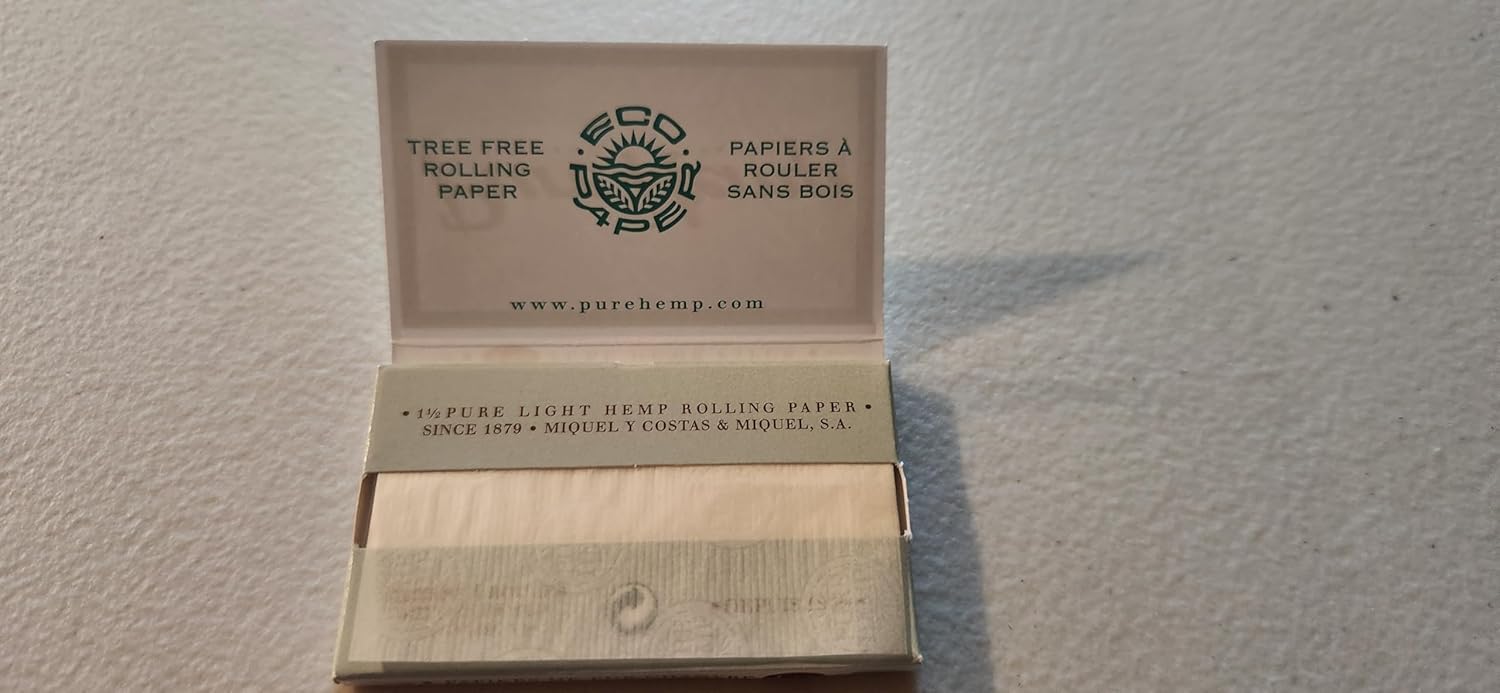 TREE FREE
ROLLING
PAPER
ECO
PAPER
PAPIERS À
ROULER
SANS BOIS
www.purehemp.com
• 1½ PURE LIGHT HEMP ROLLING PAPER •
SINCE 1879 • MIQUEL Y COSTAS & MIQUEL, S.A.